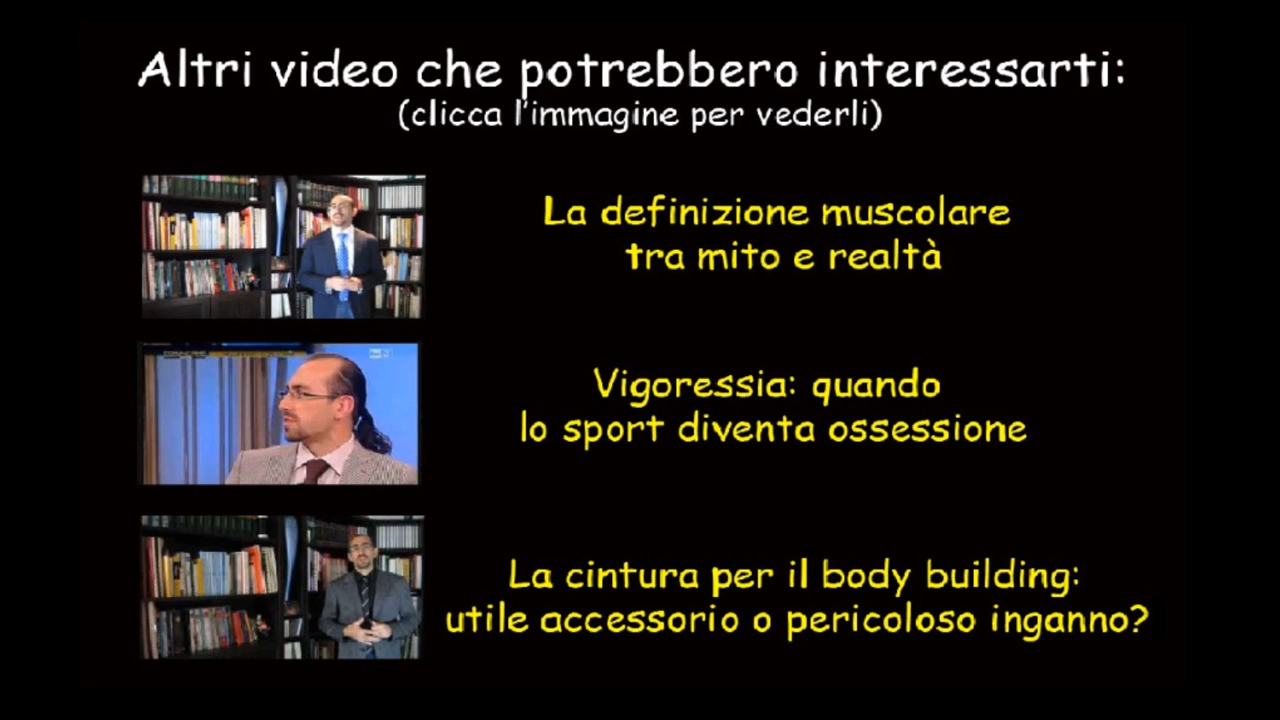 Altri video che potrebbero interessarti:
(clicca l'immagine per vederli)
La definizione muscolare
tra mito e realtà
Vigoressia: quando
lo sport diventa ossessione
La cintura per il body building:
utile accessorio o pericoloso inganno?